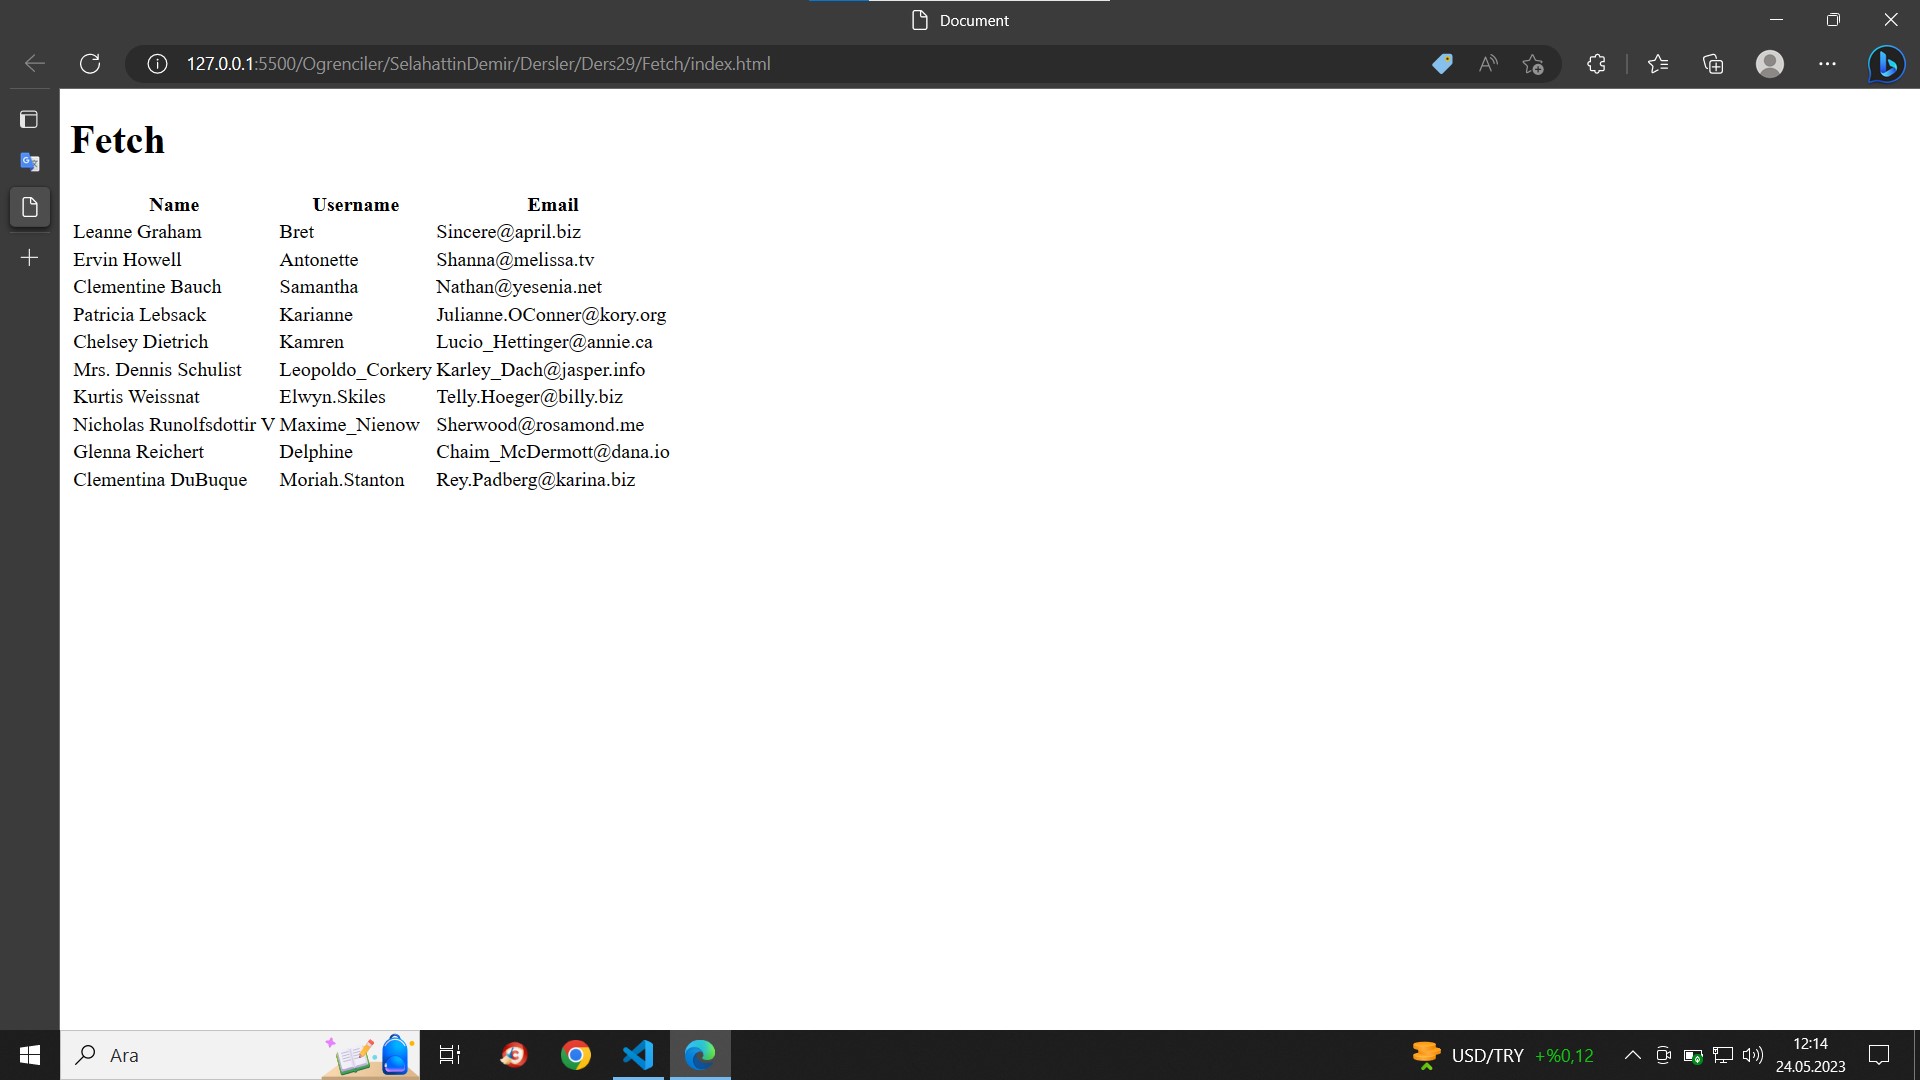 Document
127.0.0.1:5500/Ogrenciler/SelahattinDemir/Dersler/Ders29/Fetch/index.html
Fetch
Name Username Email
Leanne Graham Bret Sincere@april.biz
Ervin Howell Antonette Shanna@melissa.tv
Clementine Bauch Samantha Nathan@yesenia.net
Patricia Lebsack Karianne Julianne.OConner@kory.org
Chelsey Dietrich Kamren Lucio_Hettinger@annie.ca
Mrs. Dennis Schulist Leopoldo_Corkery Karley_Dach@jasper.info
Kurtis Weissnat Elwyn.Skiles Telly.Hoeger@billy.biz
Nicholas Runolfsdottir V Maxime_Nienow Sherwood@rosamond.me
Glenna Reichert Delphine Chaim_McDermott@dana.io
Clementina DuBuque Moriah.Stanton Rey.Padberg@karina.biz
Ara
USD/TRY +%0,12
12:14
24.05.2023